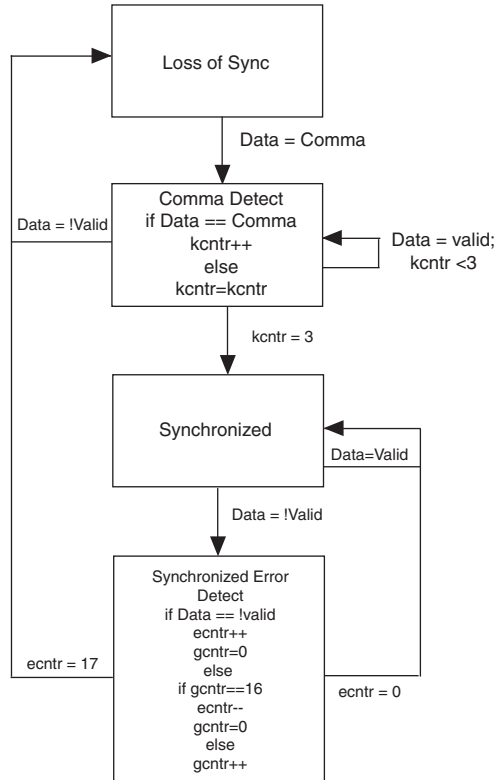 Loss of Sync
Data = Comma
Comma Detect
if Data == Comma
kcntr++
else
kcntr=kcntr
Data = !Valid
Data = valid;
kcntr <3
kcntr = 3
Synchronized
Data=Valid
Data = !Valid
Synchronized Error
Detect
if Data == !valid
ecntr++
gcntr=0
else
if gcntr==16
ecntr--
gcntr=0
else
gcntr++
ecntr = 17
ecntr = 0